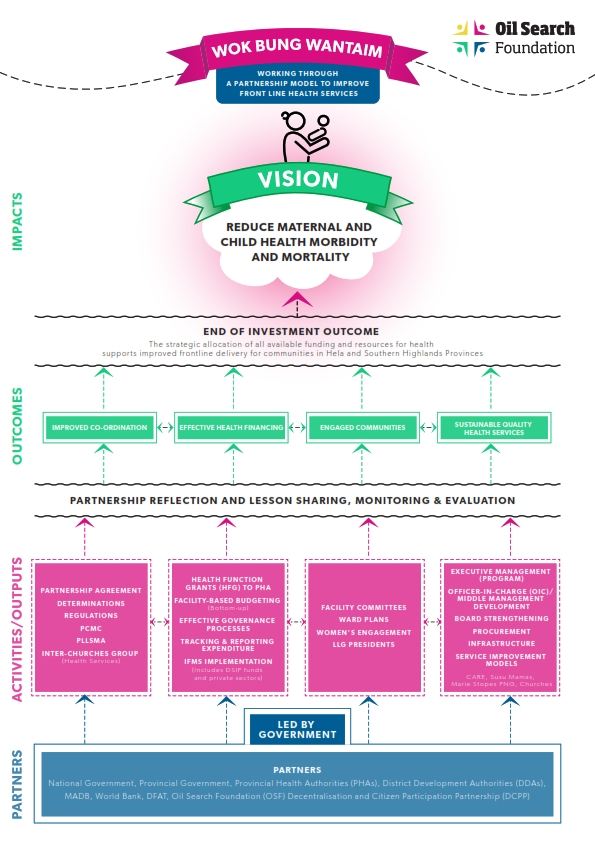 WOK BUNG WANTAIM
WORKING THROUGH
A PARTNERSHIP MODEL TO IMPROVE
FRONT LINE HEALTH SERVICES
Oil Search
Foundation
IMPACTS
VISION
REDUCE MATERNAL AND
CHILD HEALTH MORBIDITY
AND MORTALITY
END OF INVESTMENT OUTCOME
The strategic allocation of all available funding and resources for health
supports improved frontline delivery for communities in Hela and Southern Highlands Provinces
OUTCOMES
IMPROVED CO-ORDINATION
EFFECTIVE HEALTH FINANCING
ENGAGED COMMUNITIES
SUSTAINABLE QUALITY
HEALTH SERVICES
PARTNERSHIP REFLECTION AND LESSON SHARING, MONITORING & EVALUATION
ACTIVITIES/OUTPUTS
PARTNERSHIP AGREEMENT
DETERMINATIONS
REGULATIONS
PCMC
PLLSMA
INTER-CHURCHES GROUP
(Health Services)
HEALTH FUNCTION
GRANTS (HFG) TO PHA
FACILITY-BASED BUDGETING
(Bottom-up)
EFFECTIVE GOVERNANCE
PROCESSES
TRACKING & REPORTING
EXPENDITURE
IFMS IMPLEMENTATION
(Includes DSIP funds
and private sectors)
FACILITY COMMITTEES
WARD PLANS
WOMEN'S ENGAGEMENT
LLG PRESIDENTS
EXECUTIVE MANAGEMENT
(PROGRAM)
OFFICER-IN-CHARGE (OIC)/
MIDDLE MANAGEMENT
DEVELOPMENT
BOARD STRENGTHENING
PROCUREMENT
INFRASTRUCTURE
SERVICE IMPROVEMENT
MODELS
CARE, Susu Mamas,
Marie Stopes PNG, Churches
LED BY
GOVERNMENT
PARTNERS
PARTNERS
National Government, Provincial Government, Provincial Health Authorities (PHAs), District Development Authorities (DDAs),
MADB, World Bank, DFAT, Oil Search Foundation (OSF) Decentralisation and Citizen Participation Partnership (DCPP)